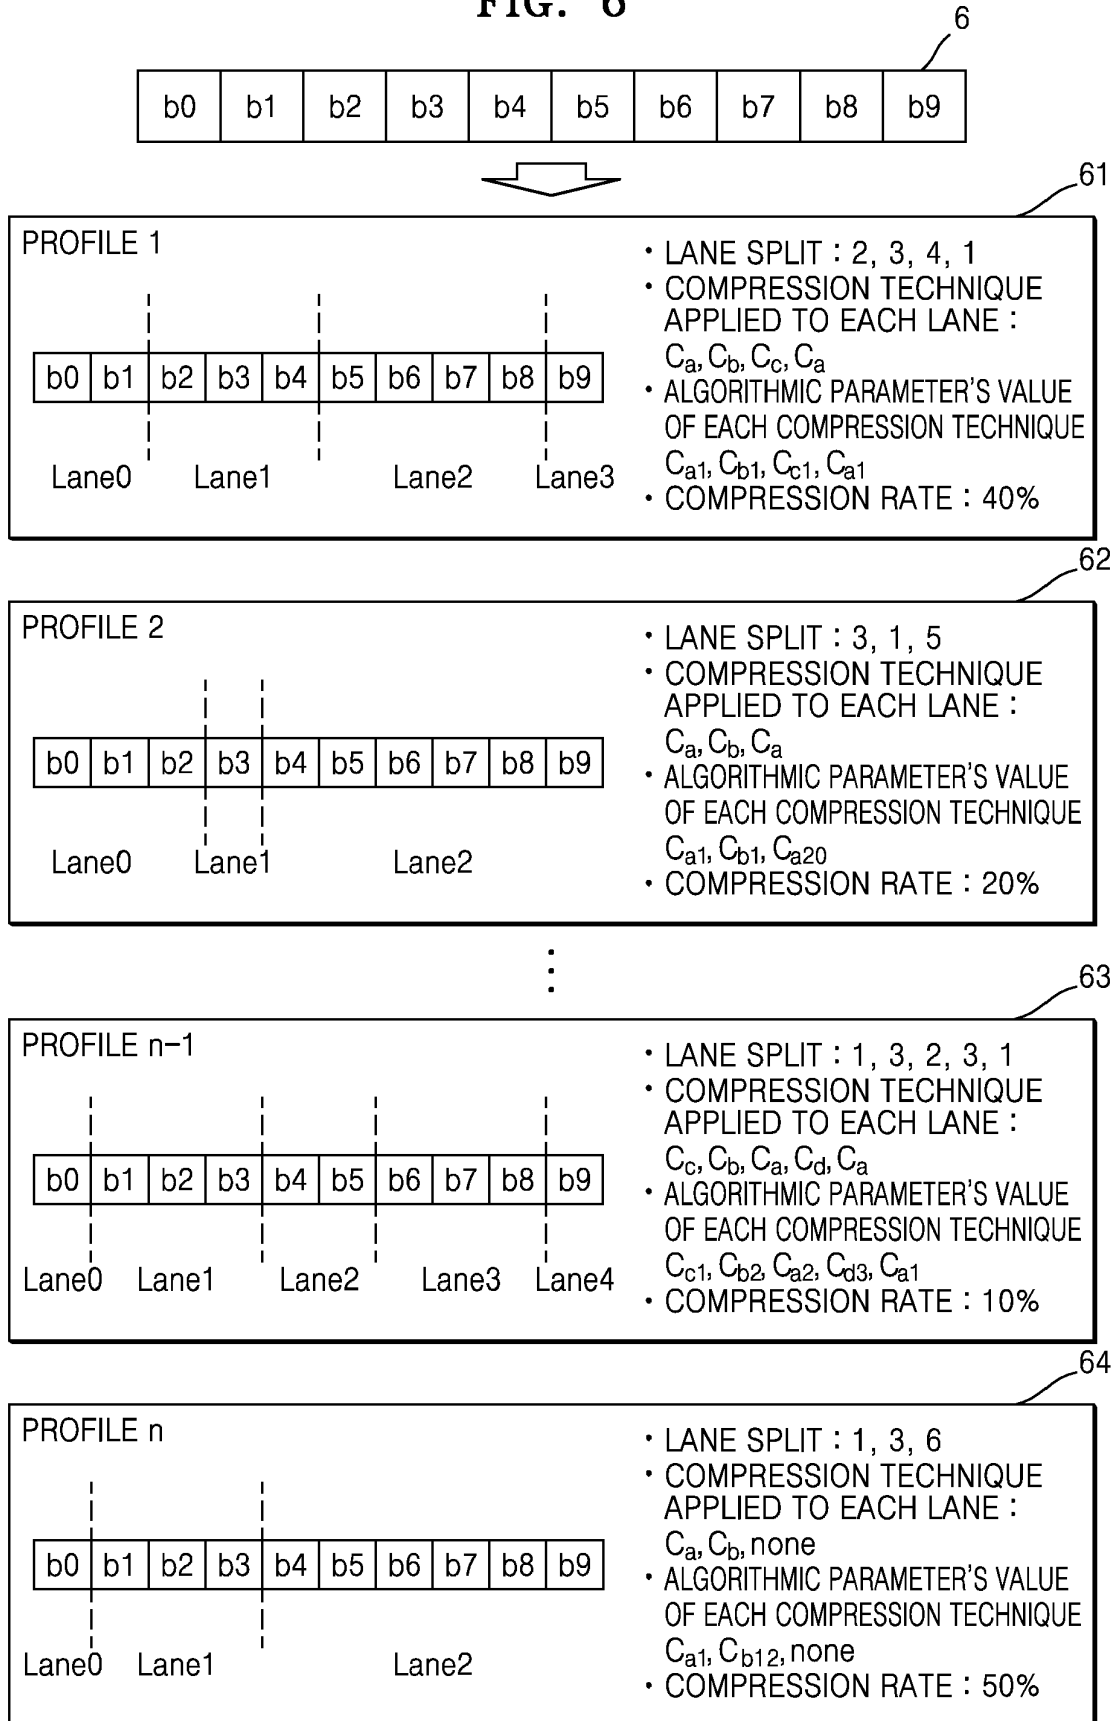 FIG. 6
6
b0 b1 b2 b3 b4 b5 b6 b7 b8 b9
61
PROFILE 1
b0 b1 b2 b3 b4 b5 b6 b7 b8 b9
Lane0 Lane1 Lane2 Lane3
• LANE SPLIT : 2, 3, 4, 1
• COMPRESSION TECHNIQUE
APPLIED TO EACH LANE :
Ca, Cb, Cc, Ca
• ALGORITHMIC PARAMETER'S VALUE
OF EACH COMPRESSION TECHNIQUE
Ca1, Cb1, Cc1, Ca1
• COMPRESSION RATE : 40%
62
PROFILE 2
b0 b1 b2 b3 b4 b5 b6 b7 b8 b9
Lane0 Lane1 Lane2
• LANE SPLIT : 3, 1, 5
• COMPRESSION TECHNIQUE
APPLIED TO EACH LANE :
Ca, Cb, Ca
• ALGORITHMIC PARAMETER'S VALUE
OF EACH COMPRESSION TECHNIQUE
Ca1, Cb1, Ca20
• COMPRESSION RATE : 20%
63
PROFILE n-1
b0 b1 b2 b3 b4 b5 b6 b7 b8 b9
Lane0 Lane1 Lane2 Lane3 Lane4
• LANE SPLIT : 1, 3, 2, 3, 1
• COMPRESSION TECHNIQUE
APPLIED TO EACH LANE :
Cc, Cb, Ca, Cd, Ca
• ALGORITHMIC PARAMETER'S VALUE
OF EACH COMPRESSION TECHNIQUE
Cc1, Cb2, Ca2, Cd3, Ca1
• COMPRESSION RATE : 10%
64
PROFILE n
b0 b1 b2 b3 b4 b5 b6 b7 b8 b9
Lane0 Lane1 Lane2
• LANE SPLIT : 1, 3, 6
• COMPRESSION TECHNIQUE
APPLIED TO EACH LANE :
Ca, Cb, none
• ALGORITHMIC PARAMETER'S VALUE
OF EACH COMPRESSION TECHNIQUE
Ca1, Cb12, none
• COMPRESSION RATE : 50%